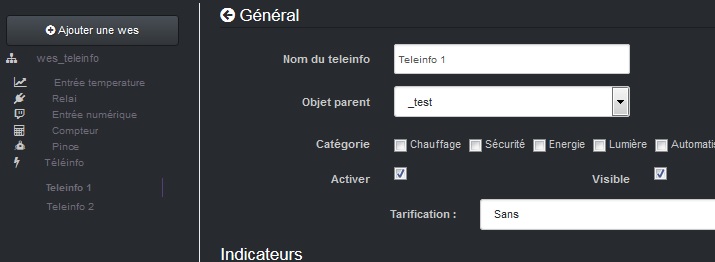 Ajouter une wes
wes_teleinfo
Entrée temperature
Relai
Entrée numérique
Compteur
Pince
Téléinfo
Teleinfo 1
Teleinfo 2
Général
Nom du teleinfo Teleinfo 1
Objet parent _test
Catégorie Chauffage Sécurité Energie Lumière Automatis
Activer Visible
Tarification : Sans
Indicateurs